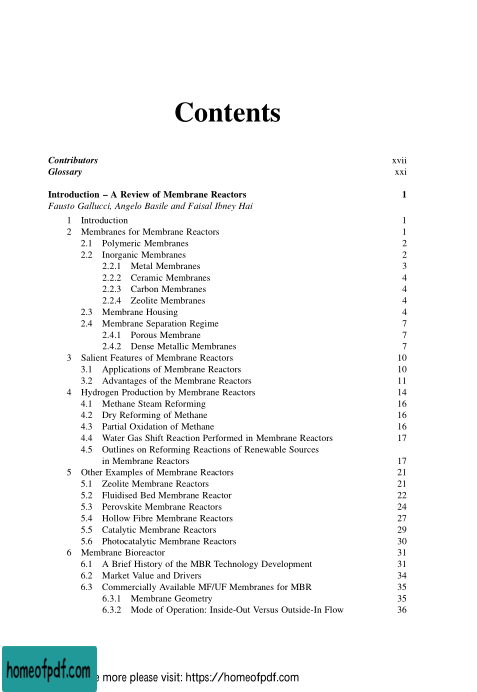 Contents
Contributors xvii
Glossary xxi
Introduction – A Review of Membrane Reactors 1
Fausto Gallucci, Angelo Basile and Faisal Ibney Hai
1 Introduction 1
2 Membranes for Membrane Reactors 1
2.1 Polymeric Membranes 2
2.2 Inorganic Membranes 2
2.2.1 Metal Membranes 3
2.2.2 Ceramic Membranes 4
2.2.3 Carbon Membranes 4
2.2.4 Zeolite Membranes 4
2.3 Membrane Housing 4
2.4 Membrane Separation Regime 7
2.4.1 Porous Membrane 7
2.4.2 Dense Metallic Membranes 7
3 Salient Features of Membrane Reactors 10
3.1 Applications of Membrane Reactors 10
3.2 Advantages of the Membrane Reactors 11
4 Hydrogen Production by Membrane Reactors 14
4.1 Methane Steam Reforming 16
4.2 Dry Reforming of Methane 16
4.3 Partial Oxidation of Methane 16
4.4 Water Gas Shift Reaction Performed in Membrane Reactors 17
4.5 Outlines on Reforming Reactions of Renewable Sources
in Membrane Reactors 17
5 Other Examples of Membrane Reactors 21
5.1 Zeolite Membrane Reactors 21
5.2 Fluidised Bed Membrane Reactor 22
5.3 Perovskite Membrane Reactors 24
5.4 Hollow Fibre Membrane Reactors 27
5.5 Catalytic Membrane Reactors 29
5.6 Photocatalytic Membrane Reactors 30
6 Membrane Bioreactor 31
6.1 A Brief History of the MBR Technology Development 31
6.2 Market Value and Drivers 34
6.3 Commercially Available MF/UF Membranes for MBR 35
6.3.1 Membrane Geometry 35
6.3.2 Mode of Operation: Inside-Out Versus Outside-In Flow 36
homeofpdf.com
more please visit: https://homeofpdf.com